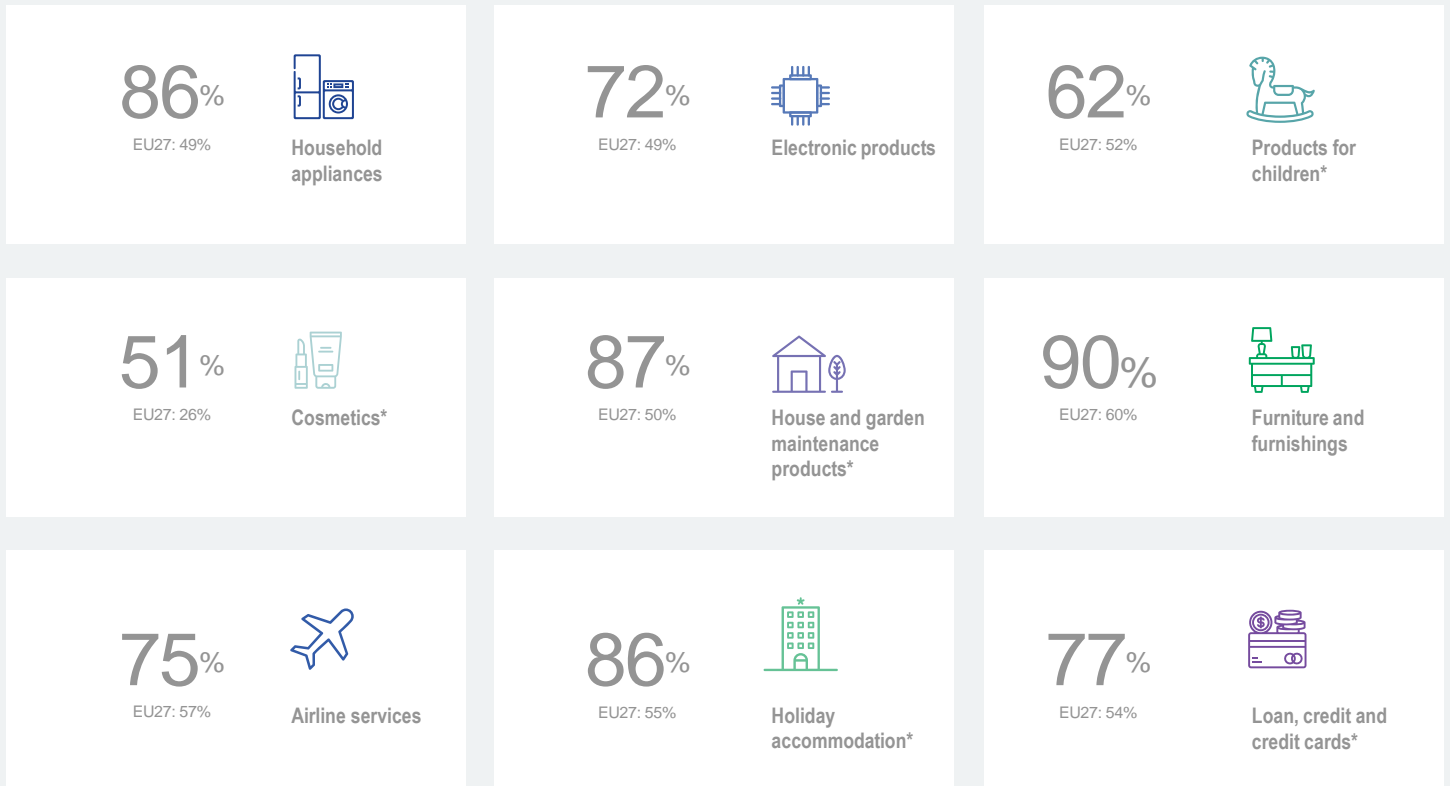 86%
EU27: 49%
Household
appliances
72%
EU27: 49%
Electronic products
62%
EU27: 52%
Products for
children*
51%
EU27: 26%
Cosmetics*
87%
EU27: 50%
House and garden
maintenance
products*
90%
EU27: 60%
Furniture and
furnishings
75%
EU27: 57%
Airline services
86%
EU27: 55%
Holiday
accommodation*
77%
EU27: 54%
$
Loan, credit and
credit cards*